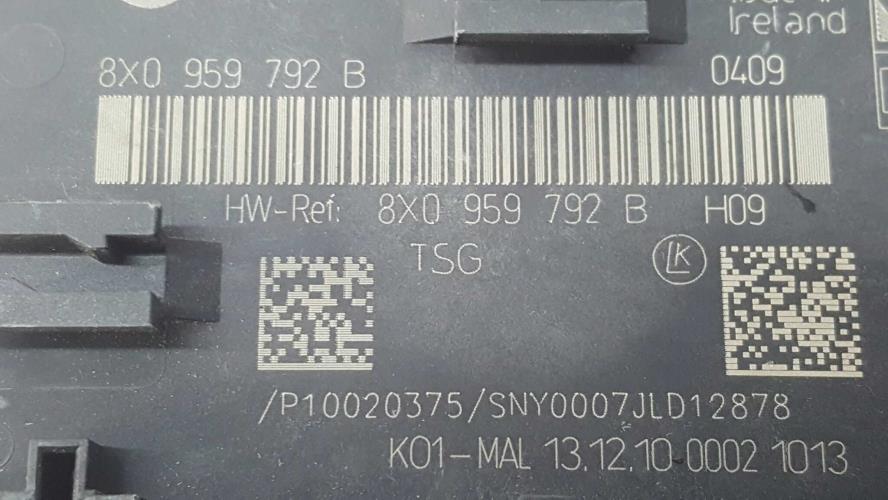 Ireland
8X0 959 792 B 0409
HW-Ref: 8X0 959 792 B H09
TSG LK
/P10020375/SNY0007JLD12878
K01-MAL 13.12.10 0002 1013